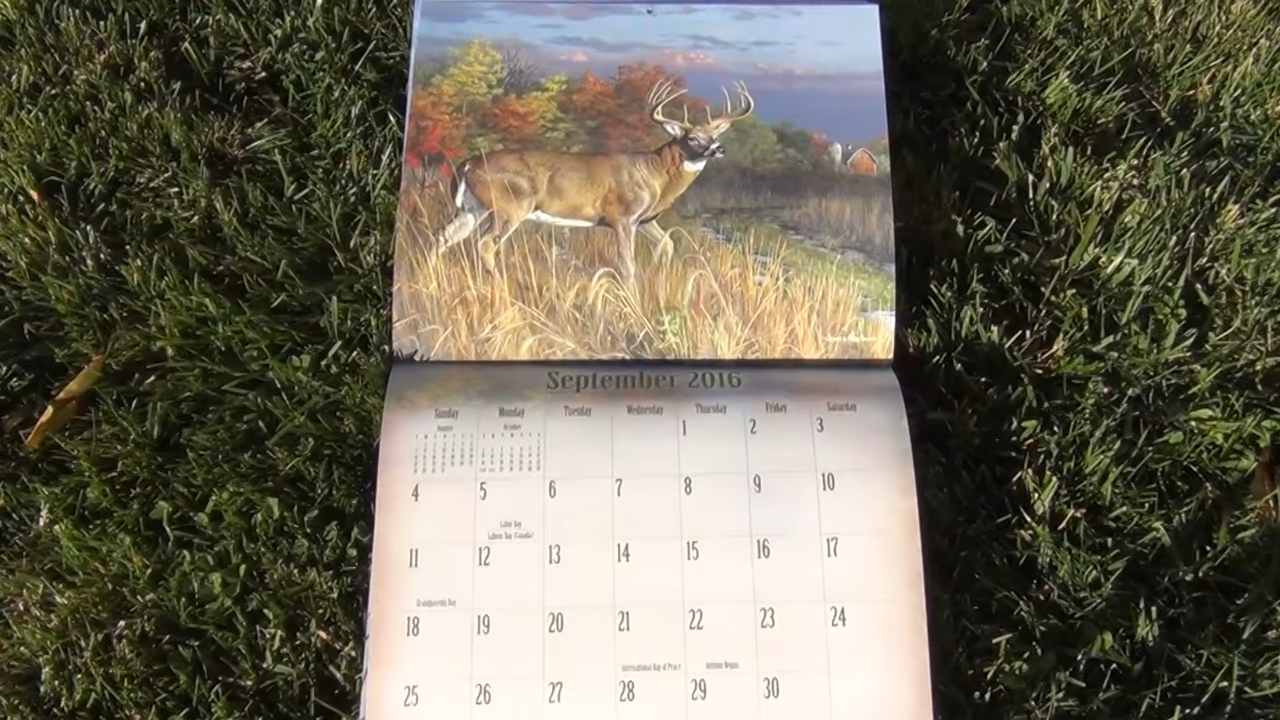 September 2016
Sunday Monday Tuesday Wednesday Thursday Friday Saturday
August October
1 2 3
4 5 6 7 8 9 10
Labor Day
Labour Day (Canada)
11 12 13 14 15 16 17
Grandparents Day
18 19 20 21 22 23 24
International Day of Peace Autumn Begins
25 26 27 28 29 30